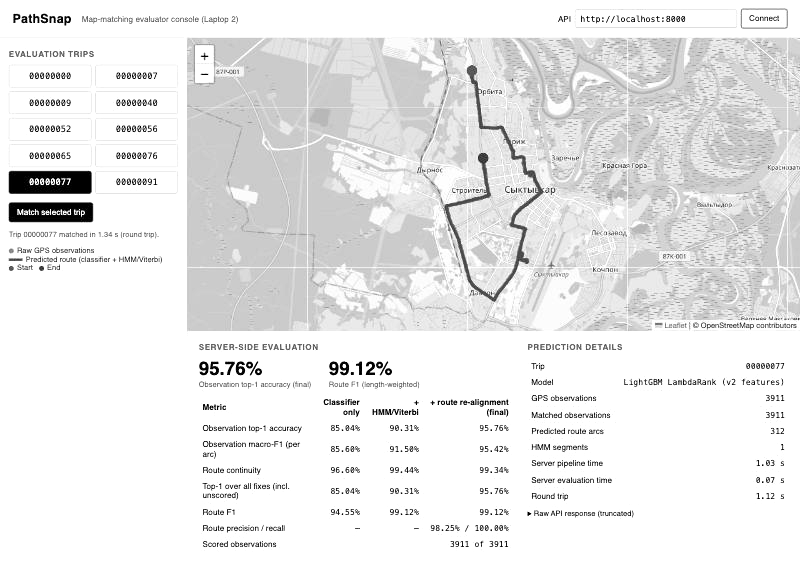 PathSnap Map-matching evaluator console (Laptop 2) API http://localhost:8000 Connect
EVALUATION TRIPS
00000000 00000007
00000009 00000040
00000052 00000056
00000065 00000076
00000077 00000091
Match selected trip
Trip 00000077 matched in 1.34 s (round trip).
Raw GPS observations
Predicted route (classifier + HMM/Viterbi)
Start End
+
−
87Р-001
Орбита
Париж
Заречье
Красная Гора
Дырнос
Строитель
Сыктывкар
Выльтыдор
Лесозавод
87К-001
Кочпон
Сыктывкар
Давпон
Leaflet | © OpenStreetMap contributors
SERVER-SIDE EVALUATION
95.76% 99.12%
Observation top-1 accuracy (final) Route F1 (length-weighted)
Metric Classifier only + HMM/Viterbi + route re-alignment (final)
Observation top-1 accuracy 85.04% 90.31% 95.76%
Observation macro-F1 (per arc) 85.60% 91.50% 95.42%
Route continuity 96.60% 99.44% 99.34%
Top-1 over all fixes (incl. unscored) 85.04% 90.31% 95.76%
Route F1 94.55% 99.12% 99.12%
Route precision / recall — — 98.25% / 100.00%
Scored observations 3911 of 3911
PREDICTION DETAILS
Trip 00000077
Model LightGBM LambdaRank (v2 features)
GPS observations 3911
Matched observations 3911
Predicted route arcs 312
HMM segments 1
Server pipeline time 1.03 s
Server evaluation time 0.07 s
Round trip 1.12 s
▸ Raw API response (truncated)